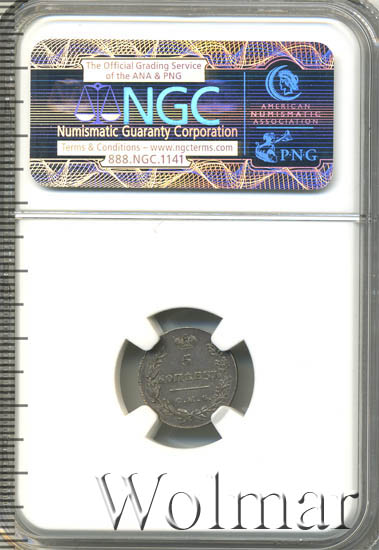 The Official Grading Service
of the ANA & PNG
NGC
Numismatic Guaranty Corporation
Terms & Conditions – www.ngcterms.com
888.NGC.1141
AMERICAN
NUMISMATIC
ASSOCIATION
PNG
5
КОПѢЕКЪ
С.П.Б.
Wolmar